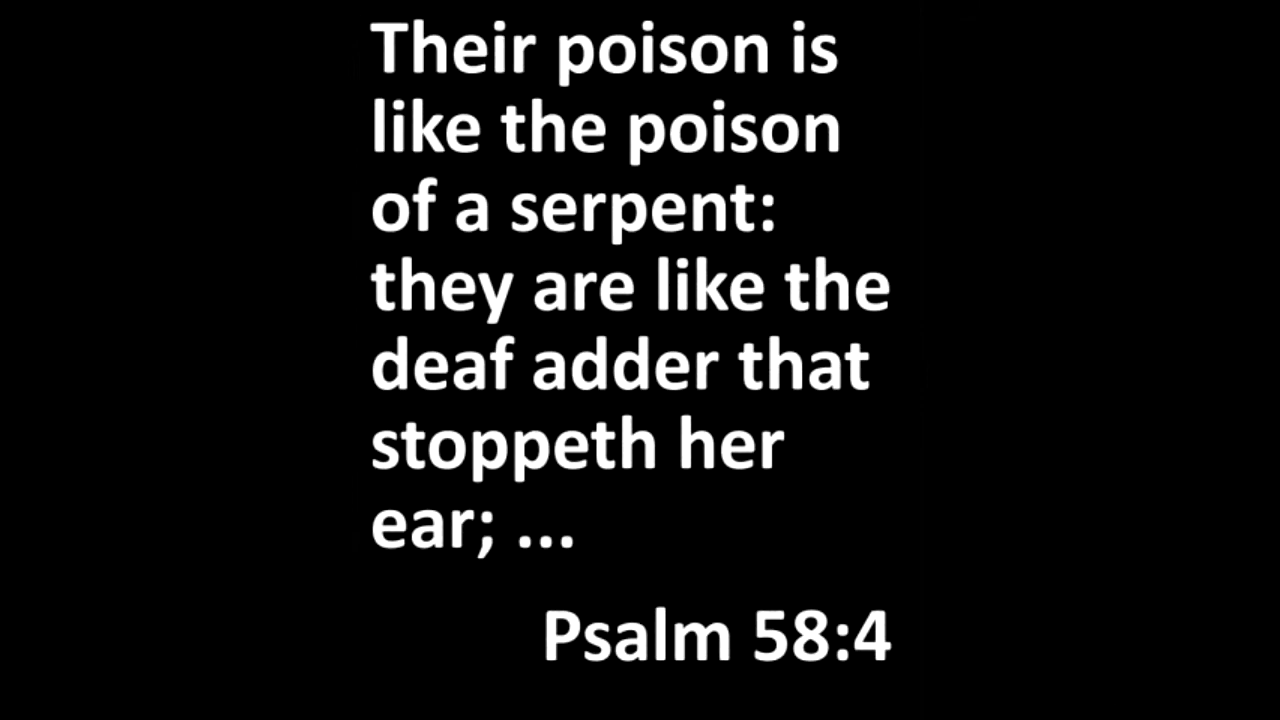 Their poison is
like the poison
of a serpent:
they are like the
deaf adder that
stoppeth her
ear; ...
Psalm 58:4